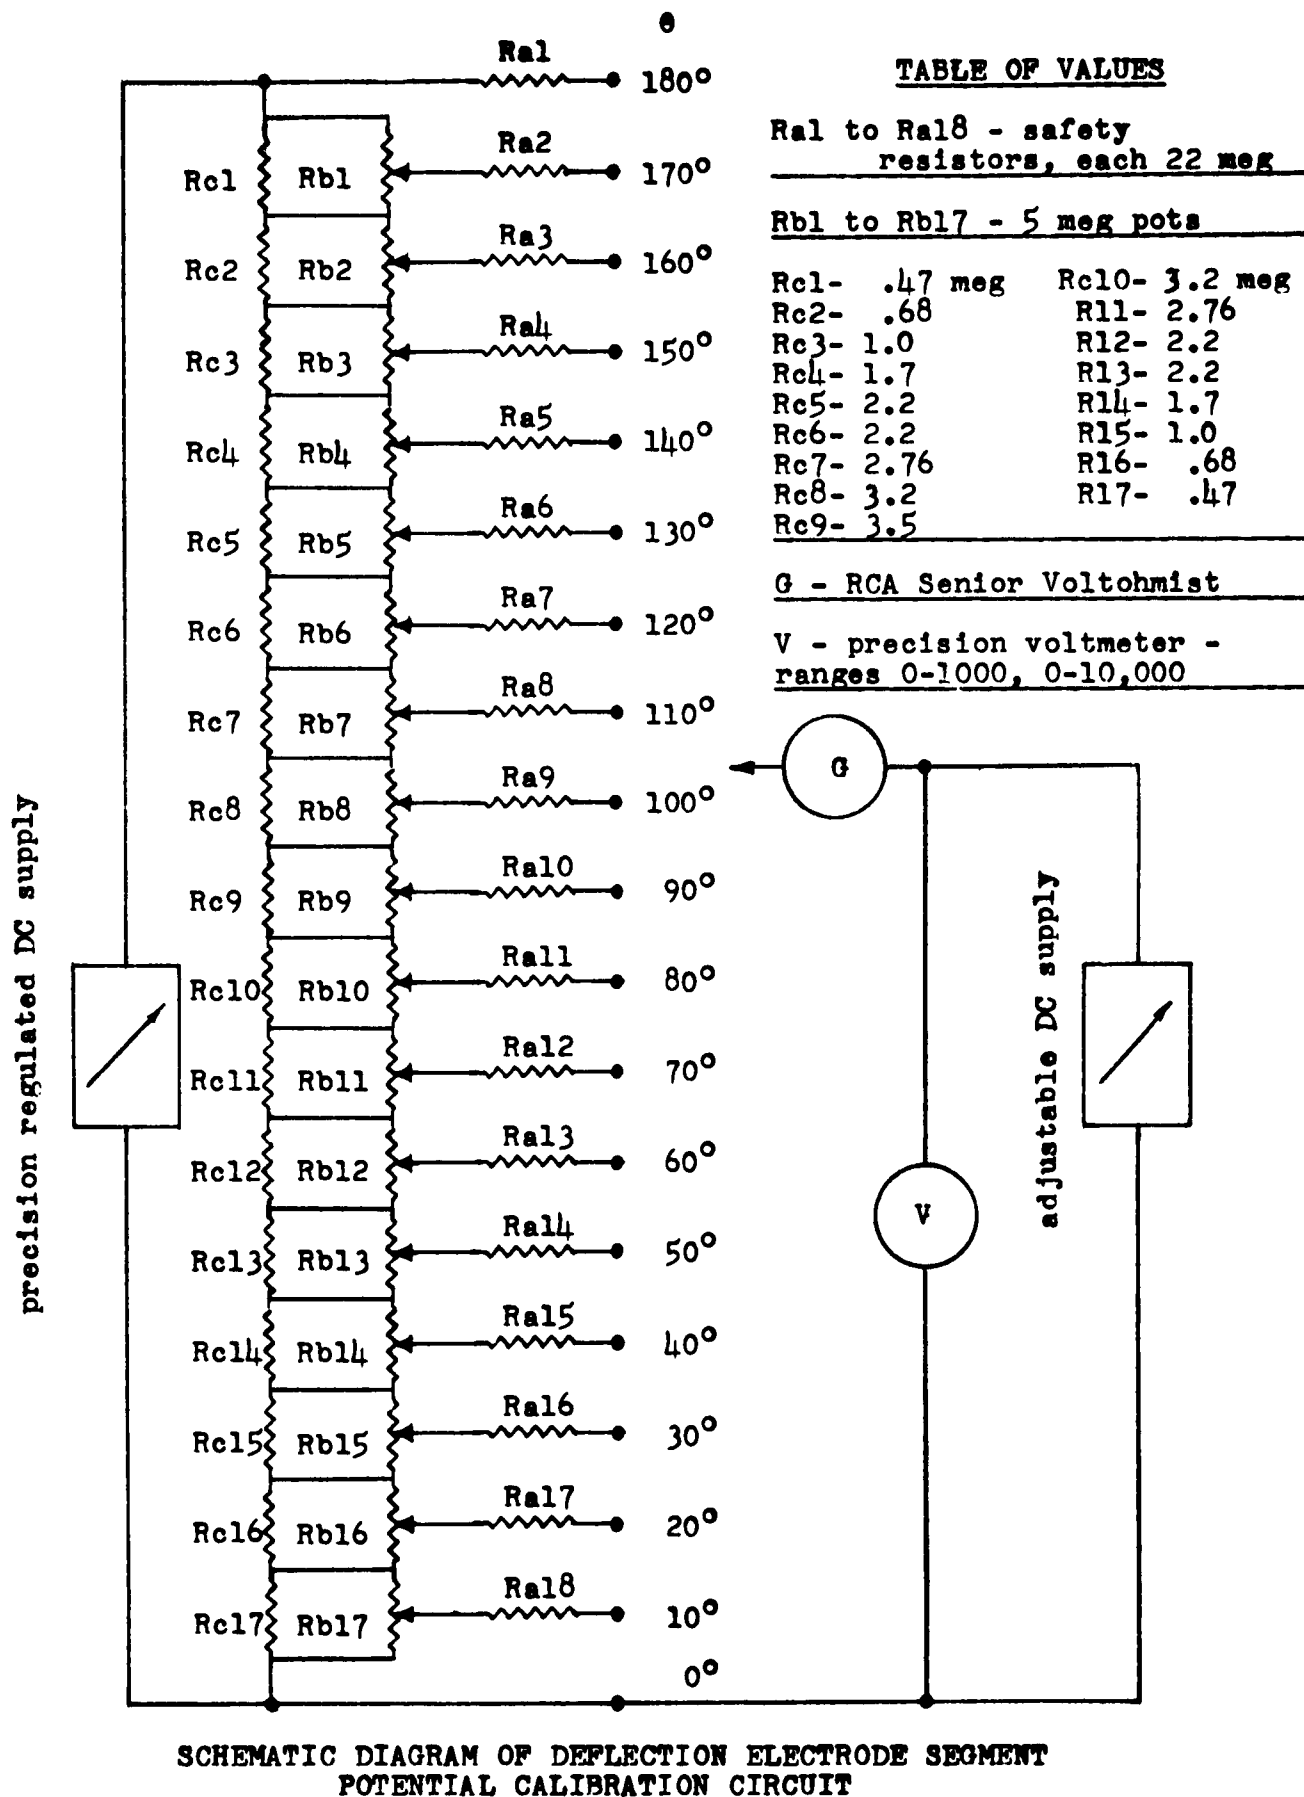 θ
Ra1
180°
Rc1 Rb1
Ra2
170°
Rc2 Rb2
Ra3
160°
Rc3 Rb3
Ra4
150°
Rc4 Rb4
Ra5
140°
Rc5 Rb5
Ra6
130°
Rc6 Rb6
Ra7
120°
Rc7 Rb7
Ra8
110°
Rc8 Rb8
Ra9
100°
Rc9 Rb9
Ra10
90°
Rc10 Rb10
Ra11
80°
Rc11 Rb11
Ra12
70°
Rc12 Rb12
Ra13
60°
Rc13 Rb13
Ra14
50°
Rc14 Rb14
Ra15
40°
Rc15 Rb15
Ra16
30°
Rc16 Rb16
Ra17
20°
Rc17 Rb17
Ra18
10°
0°
precision regulated DC supply
TABLE OF VALUES
Ra1 to Ra18 - safety
resistors, each 22 meg
Rb1 to Rb17 - 5 meg pots
Rc1- .47 meg Rc10- 3.2 meg
Rc2- .68 R11- 2.76
Rc3- 1.0 R12- 2.2
Rc4- 1.7 R13- 2.2
Rc5- 2.2 R14- 1.7
Rc6- 2.2 R15- 1.0
Rc7- 2.76 R16- .68
Rc8- 3.2 R17- .47
Rc9- 3.5
G - RCA Senior Voltohmist
V - precision voltmeter -
ranges 0-1000, 0-10,000
G
V
adjustable DC supply
SCHEMATIC DIAGRAM OF DEFLECTION ELECTRODE SEGMENT
POTENTIAL CALIBRATION CIRCUIT